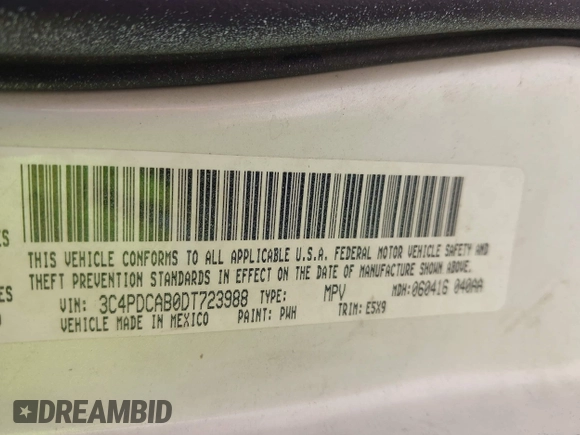 ES
THIS VEHICLE CONFORMS TO ALL APPLICABLE U.S.A. FEDERAL MOTOR VEHICLE SAFETY AND
THEFT PREVENTION STANDARDS IN EFFECT ON THE DATE OF MANUFACTURE SHOWN ABOVE.
ES
VIN: 3C4PDCAB0DT723988 TYPE: MPV MDH: 060416 040AA
VEHICLE MADE IN MEXICO PAINT: PWH TRIM: E5X9
DREAMBID